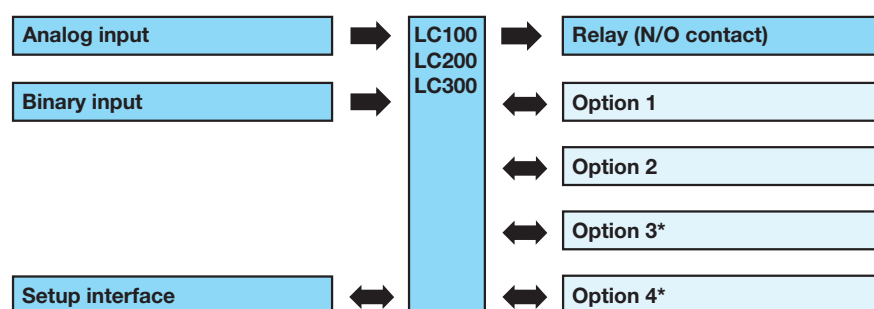 Analog input
Binary input
Setup interface
LC100
LC200
LC300
Relay (N/O contact)
Option 1
Option 2
Option 3*
Option 4*